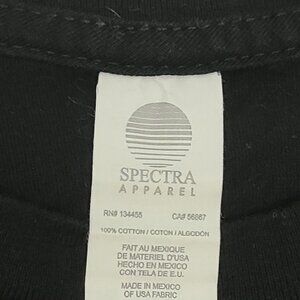 SPECTRA
APPAREL
RN# 134455 CA# 56867
100% COTTON / COTON / ALGODÓN
FAIT AU MEXIQUE
DE MATERIEL D'USA
HECHO EN MEXICO
CON TELA DE E.U.
MADE IN MEXICO
OF USA FABRIC